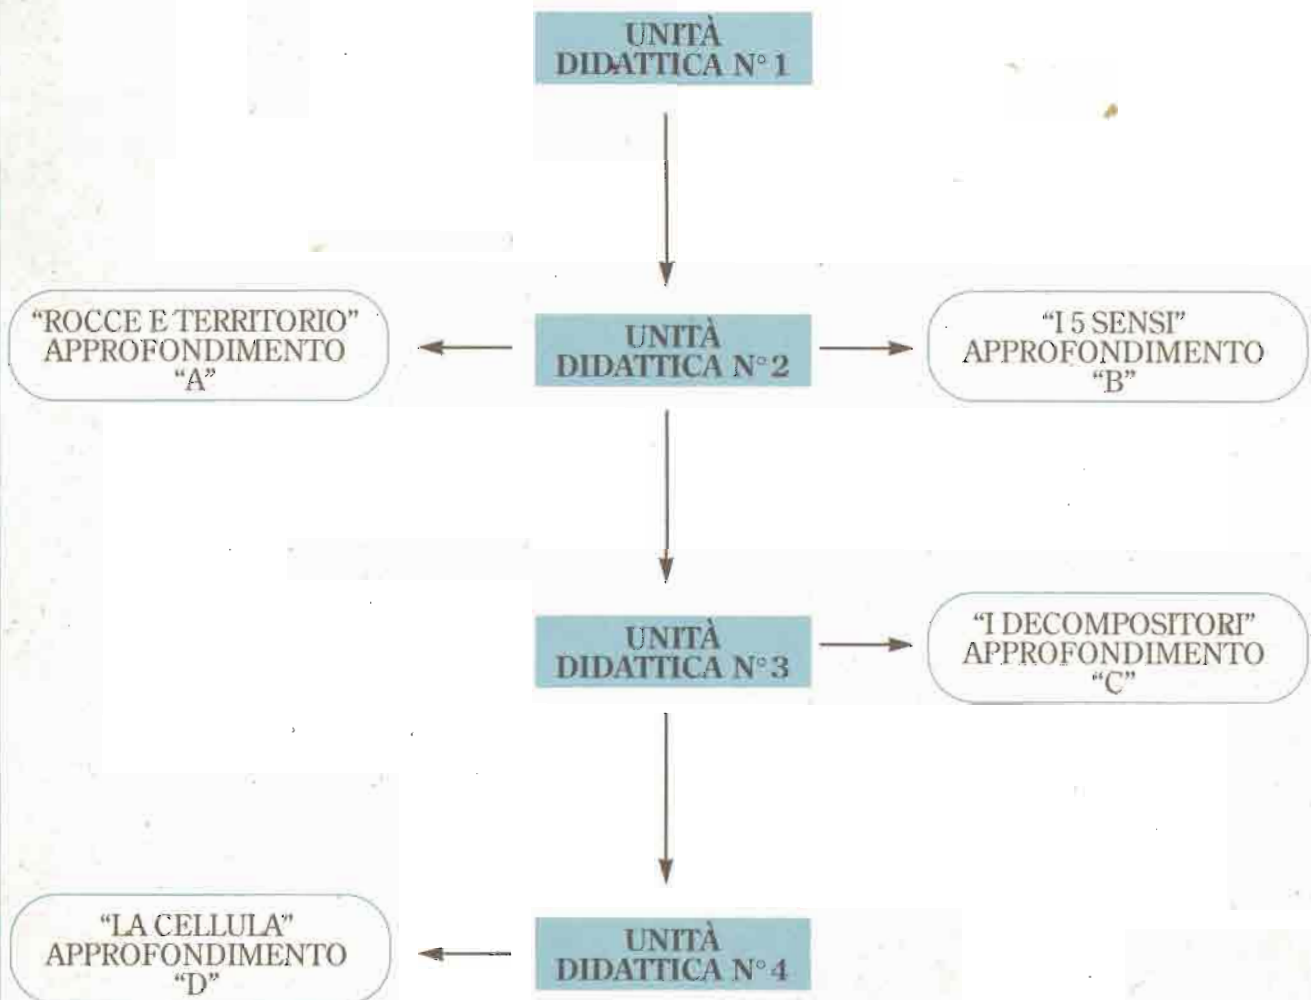 UNITÀ
DIDATTICA N° 1
“ROCCE E TERRITORIO”
APPROFONDIMENTO
“A”
UNITÀ
DIDATTICA N° 2
“I 5 SENSI”
APPROFONDIMENTO
“B”
UNITÀ
DIDATTICA N° 3
“I DECOMPOSITORI”
APPROFONDIMENTO
“C”
“LA CELLULA”
APPROFONDIMENTO
“D”
UNITÀ
DIDATTICA N° 4